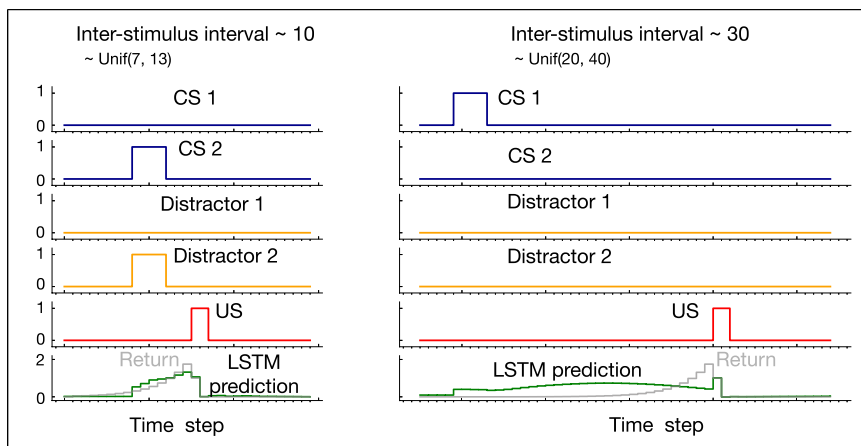 Inter-stimulus interval ~ 10
~ Unif(7, 13)
1
0
CS 1
1
0
CS 2
1
0
Distractor 1
1
0
Distractor 2
1
0
US
2
1
0
Return
LSTM
prediction
Time step
Inter-stimulus interval ~ 30
~ Unif(20, 40)
1
0
CS 1
CS 2
Distractor 1
Distractor 2
US
LSTM prediction
Return
Time step